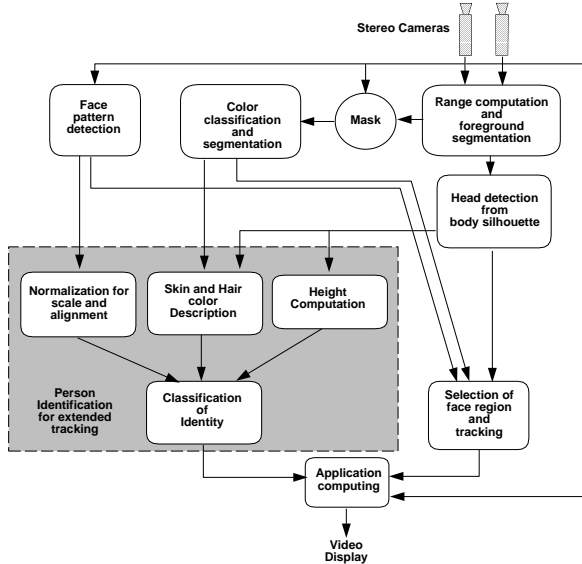 Stereo Cameras
Face
pattern
detection
Color
classification
and
segmentation
Mask
Range computation
and
foreground
segmentation
Head detection
from
body silhouette
Normalization for
scale and
alignment
Skin and Hair
color
Description
Height
Computation
Person
Identification
for extended
tracking
Classification
of
Identity
Selection of
face region
and
tracking
Application
computing
Video
Display